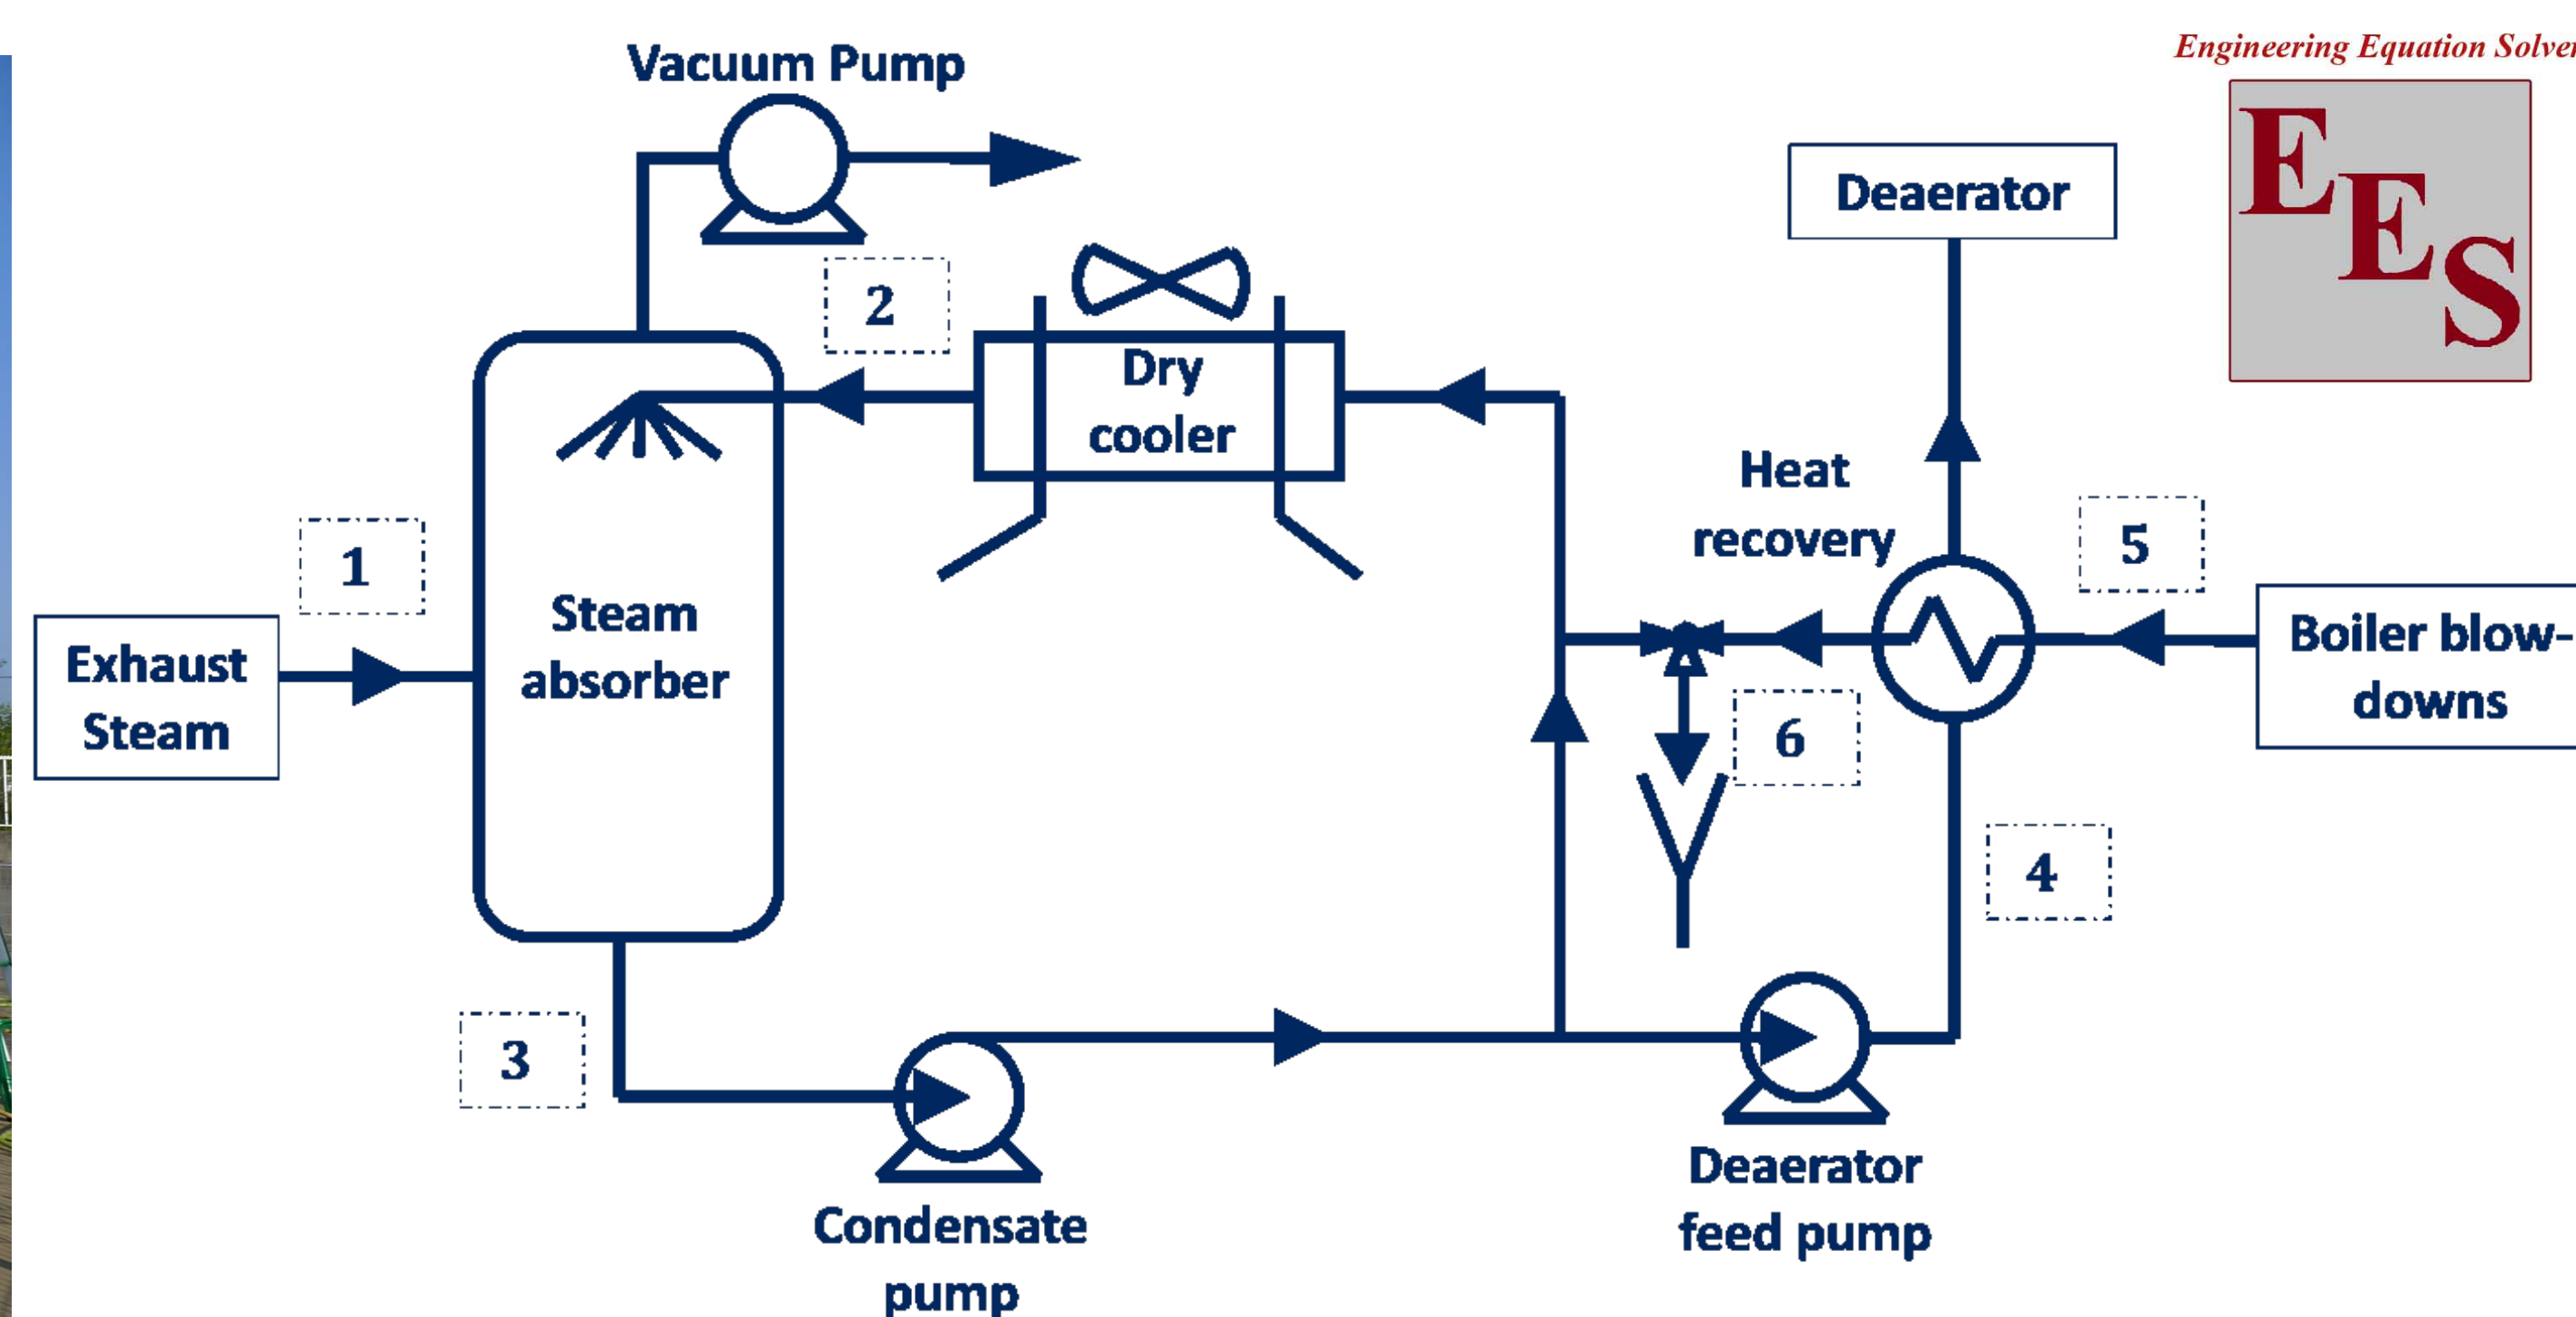 Vacuum Pump
Engineering Equation Solver
E
E
S
Deaerator
2
Dry
cooler
Heat
recovery
1
5
Steam
absorber
Exhaust
Steam
Boiler blow-
downs
6
4
3
Condensate
pump
Deaerator
feed pump